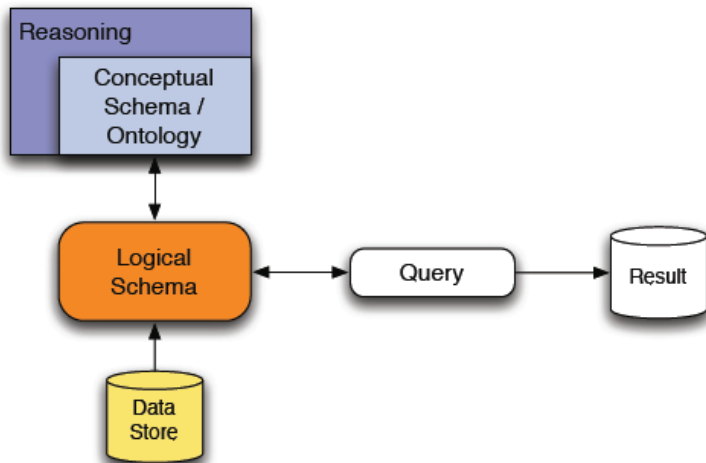 Reasoning
Conceptual
Schema /
Ontology
Logical
Schema
Query
Result
Data
Store